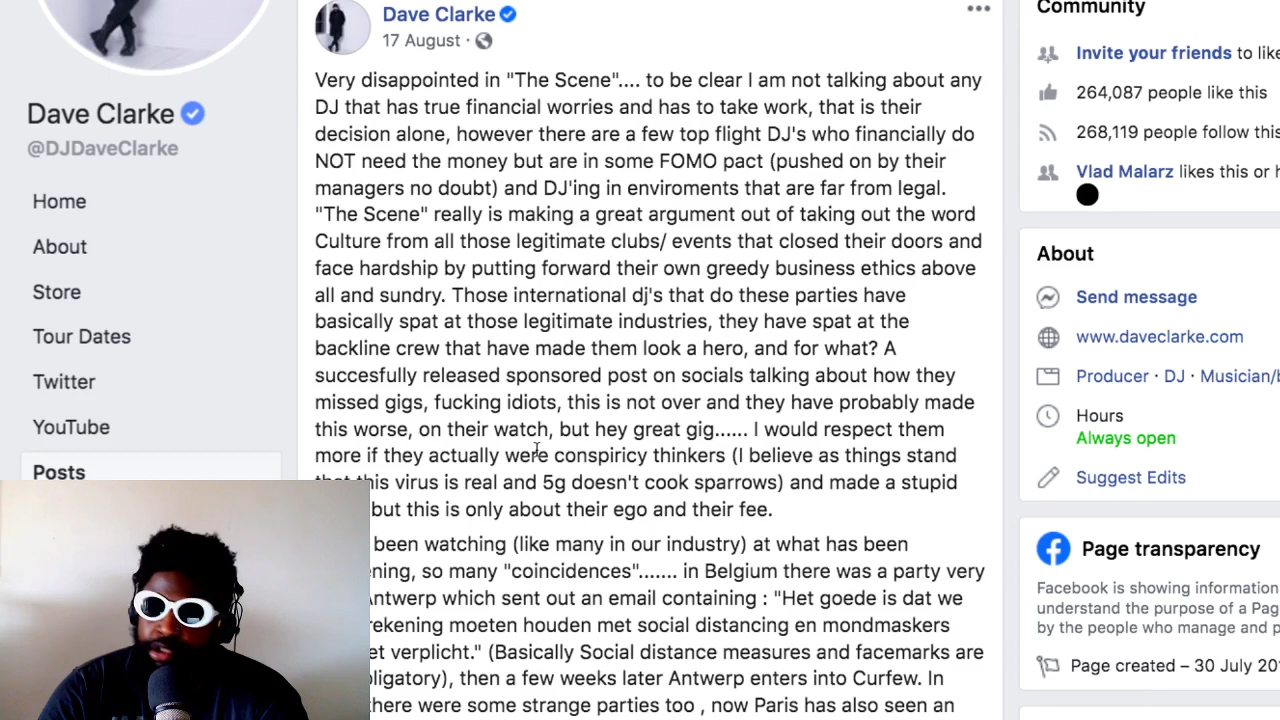 Dave Clarke
@DJDaveClarke
Home
About
Store
Tour Dates
Twitter
YouTube
Posts
Dave Clarke
17 August ·
Very disappointed in "The Scene".... to be clear I am not talking about any
DJ that has true financial worries and has to take work, that is their
decision alone, however there are a few top flight DJ's who financially do
NOT need the money but are in some FOMO pact (pushed on by their
managers no doubt) and DJ'ing in enviroments that are far from legal.
"The Scene" really is making a great argument out of taking out the word
Culture from all those legitimate clubs/ events that closed their doors and
face hardship by putting forward their own greedy business ethics above
all and sundry. Those international dj's that do these parties have
basically spat at those legitimate industries, they have spat at the
backline crew that have made them look a hero, and for what? A
succesfully released sponsored post on socials talking about how they
missed gigs, fucking idiots, this is not over and they have probably made
this worse, on their watch, but hey great gig...... I would respect them
more if they actually were conspiricy thinkers (I believe as things stand
that this virus is real and 5g doesn't cook sparrows) and made a stupid
but this is only about their ego and their fee.
been watching (like many in our industry) at what has been
ening, so many "coincidences"....... in Belgium there was a party very
Antwerp which sent out an email containing : "Het goede is dat we
rekening moeten houden met social distancing en mondmaskers
et verplicht." (Basically Social distance measures and facemarks are
bligatory), then a few weeks later Antwerp enters into Curfew. In
there were some strange parties too , now Paris has also seen an
Community
Invite your friends to like
264,087 people like this
268,119 people follow this
Vlad Malarz likes this or h
About
Send message
www.daveclarke.com
Producer · DJ · Musician/b
Hours
Always open
Suggest Edits
Page transparency
Facebook is showing information
understand the purpose of a Pag
by the people who manage and p
Page created – 30 July 20